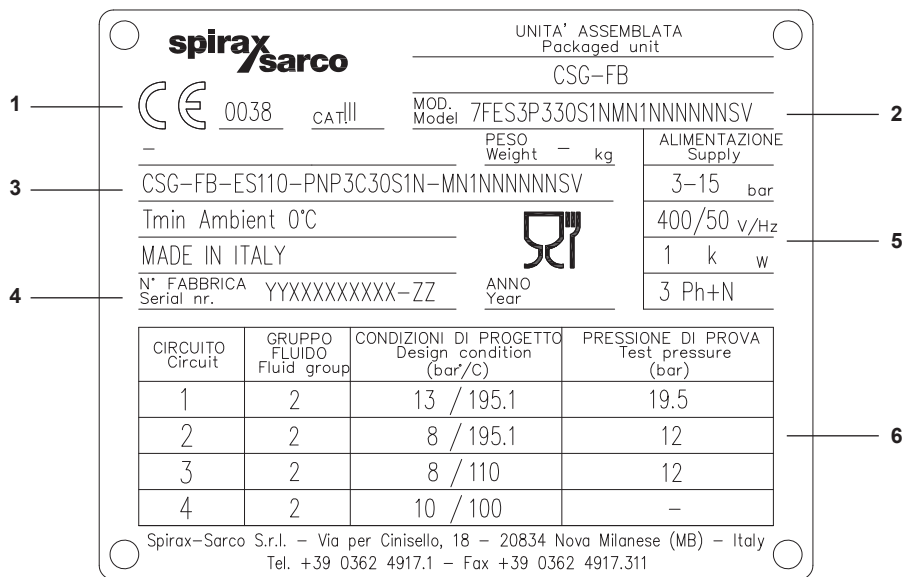 spirax
sarco
UNITA' ASSEMBLATA
Packaged unit
CSG-FB
1
CE 0038 CAT.III
MOD.
Model 7FES3P330S1NMN1NNNNNNSV
2
-
PESO
Weight - kg
ALIMENTAZIONE
Supply
3
CSG-FB-ES110-PNP3C30S1N-MN1NNNNNNSV
3-15 bar
Tmin Ambient 0°C
400/50 V/Hz
5
MADE IN ITALY
1 k W
4
N° FABBRICA
Serial nr. YYXXXXXXXXX-ZZ
ANNO
Year
3 Ph+N
CIRCUITO
Circuit
GRUPPO
FLUIDO
Fluid group
CONDIZIONI DI PROGETTO
Design condition
(bar/°C)
PRESSIONE DI PROVA
Test pressure
(bar)
1 2 13 / 195.1 19.5
2 2 8 / 195.1 12
6
3 2 8 / 110 12
4 2 10 / 100 -
Spirax-Sarco S.r.l. - Via per Cinisello, 18 - 20834 Nova Milanese (MB) - Italy
Tel. +39 0362 4917.1 - Fax +39 0362 4917.311